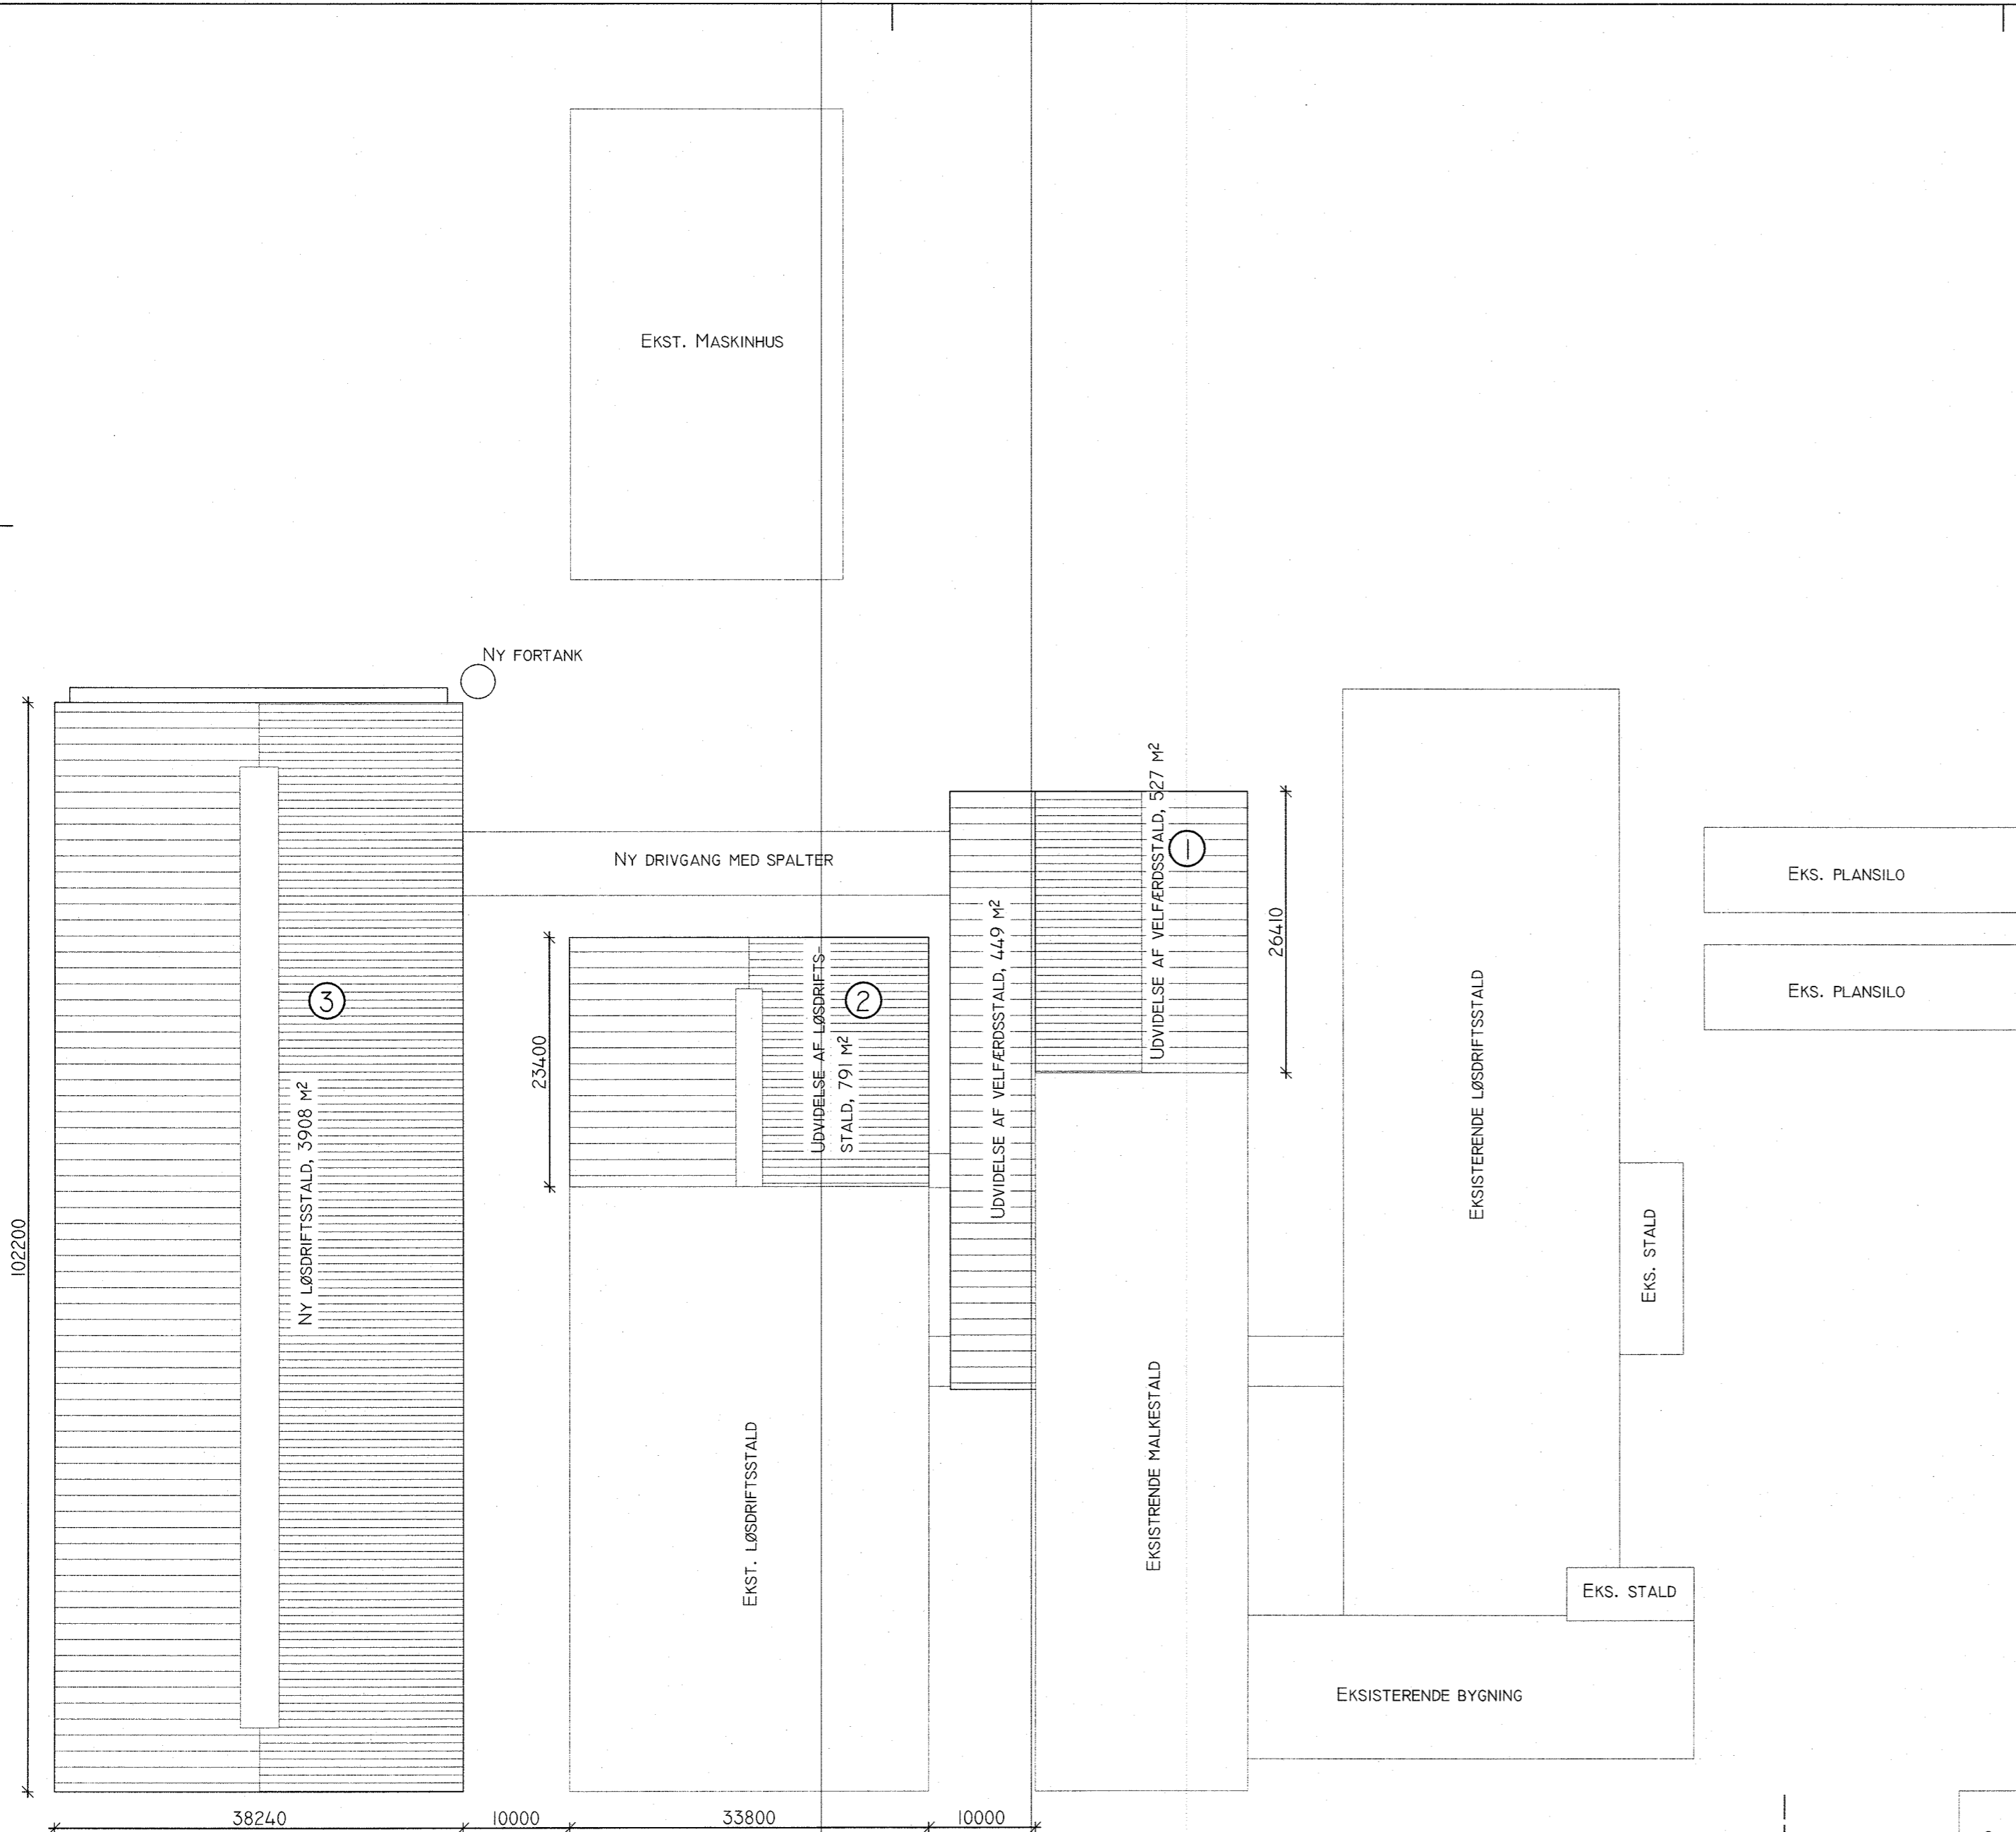 EKST. MASKINHUS
NY FORTANK
UDVIDELSE AF VELFÆRDSSTALD, 527 M²
1
NY DRIVGANG MED SPALTER
EKS. PLANSILO
EKS. PLANSILO
26410
UDVIDELSE AF VELFÆRDSSTALD, 449 M²
3
2
UDVIDELSE AF LØSDRIFTS-
STALD, 791 M²
23400
EKSISTERENDE LØSDRIFTSSTALD
NY LØSDRIFTSSTALD, 3908 M²
102200
EKS. STALD
EKST. LØSDRIFTSSTALD
EKSISTRENDE MALKESTALD
EKS. STALD
EKSISTERENDE BYGNING
38240
10000
33800
10000